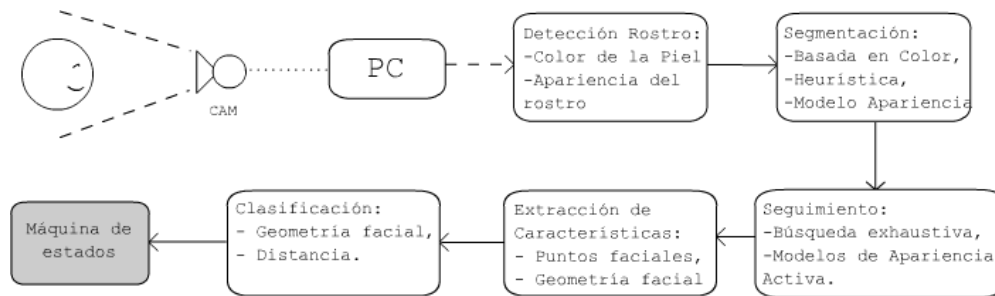 CAM
PC
Detección Rostro:
-Color de la Piel
-Apariencia del
rostro
Segmentación:
-Basada en Color,
-Heurística,
-Modelo Apariencia
Seguimiento:
-Búsqueda exhaustiva,
-Modelos de Apariencia
Activa.
Extracción de
Características:
- Puntos faciales,
- Geometría facial
Clasificación:
- Geometría facial,
- Distancia.
Máquina de
estados